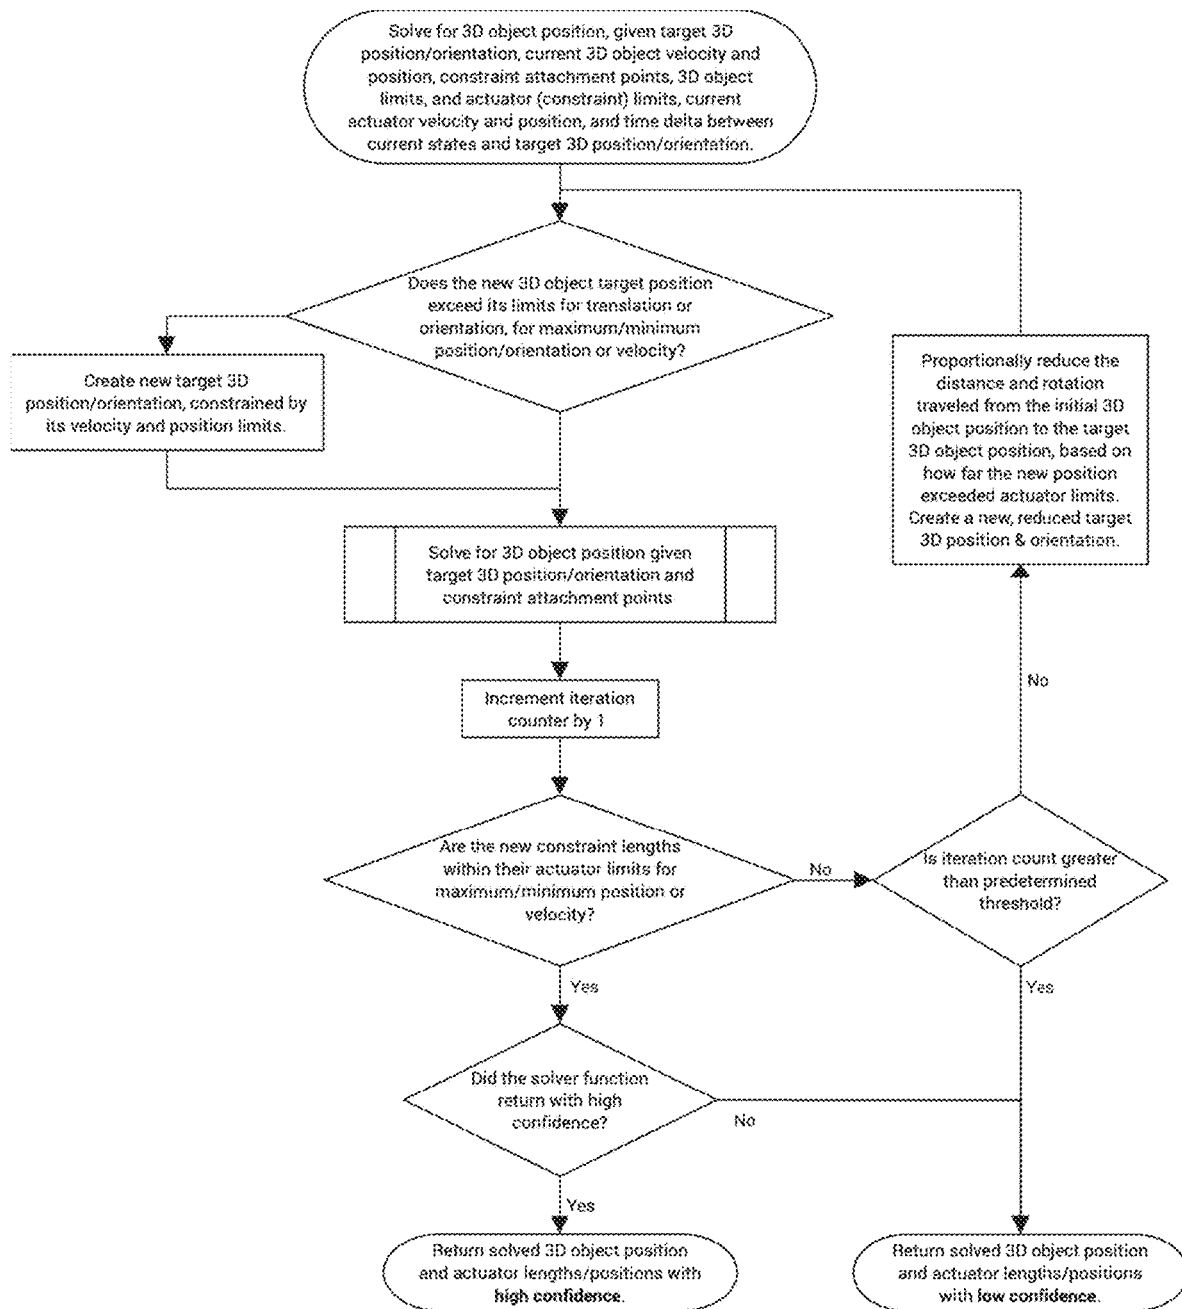 Solve for 3D object position, given target 3D
position/orientation, current 3D object velocity and
position, constraint attachment points, 3D object
limits, and actuator (constraint) limits, current
actuator velocity and position, and time delta between
current states and target 3D position/orientation.
Does the new 3D object target position
exceed its limits for translation or
orientation, for maximum/minimum
position/orientation or velocity?
Create new target 3D
position/orientation, constrained by
its velocity and position limits.
Proportionally reduce the
distance and rotation
traveled from the initial 3D
object position to the target
3D object position, based on
how far the new position
exceeded actuator limits.
Create a new, reduced target
3D position & orientation.
Solve for 3D object position given
target 3D position/orientation and
constraint attachment points
No
Increment iteration
counter by 1
Are the new constraint lengths
within their actuator limits for
maximum/minimum position or
velocity?
No
Is iteration count greater
than predetermined
threshold?
Yes
Yes
Did the solver function
return with high
confidence?
No
Yes
Return solved 3D object position
and actuator lengths/positions with
high confidence.
Return solved 3D object position
and actuator lengths/positions
with low confidence.